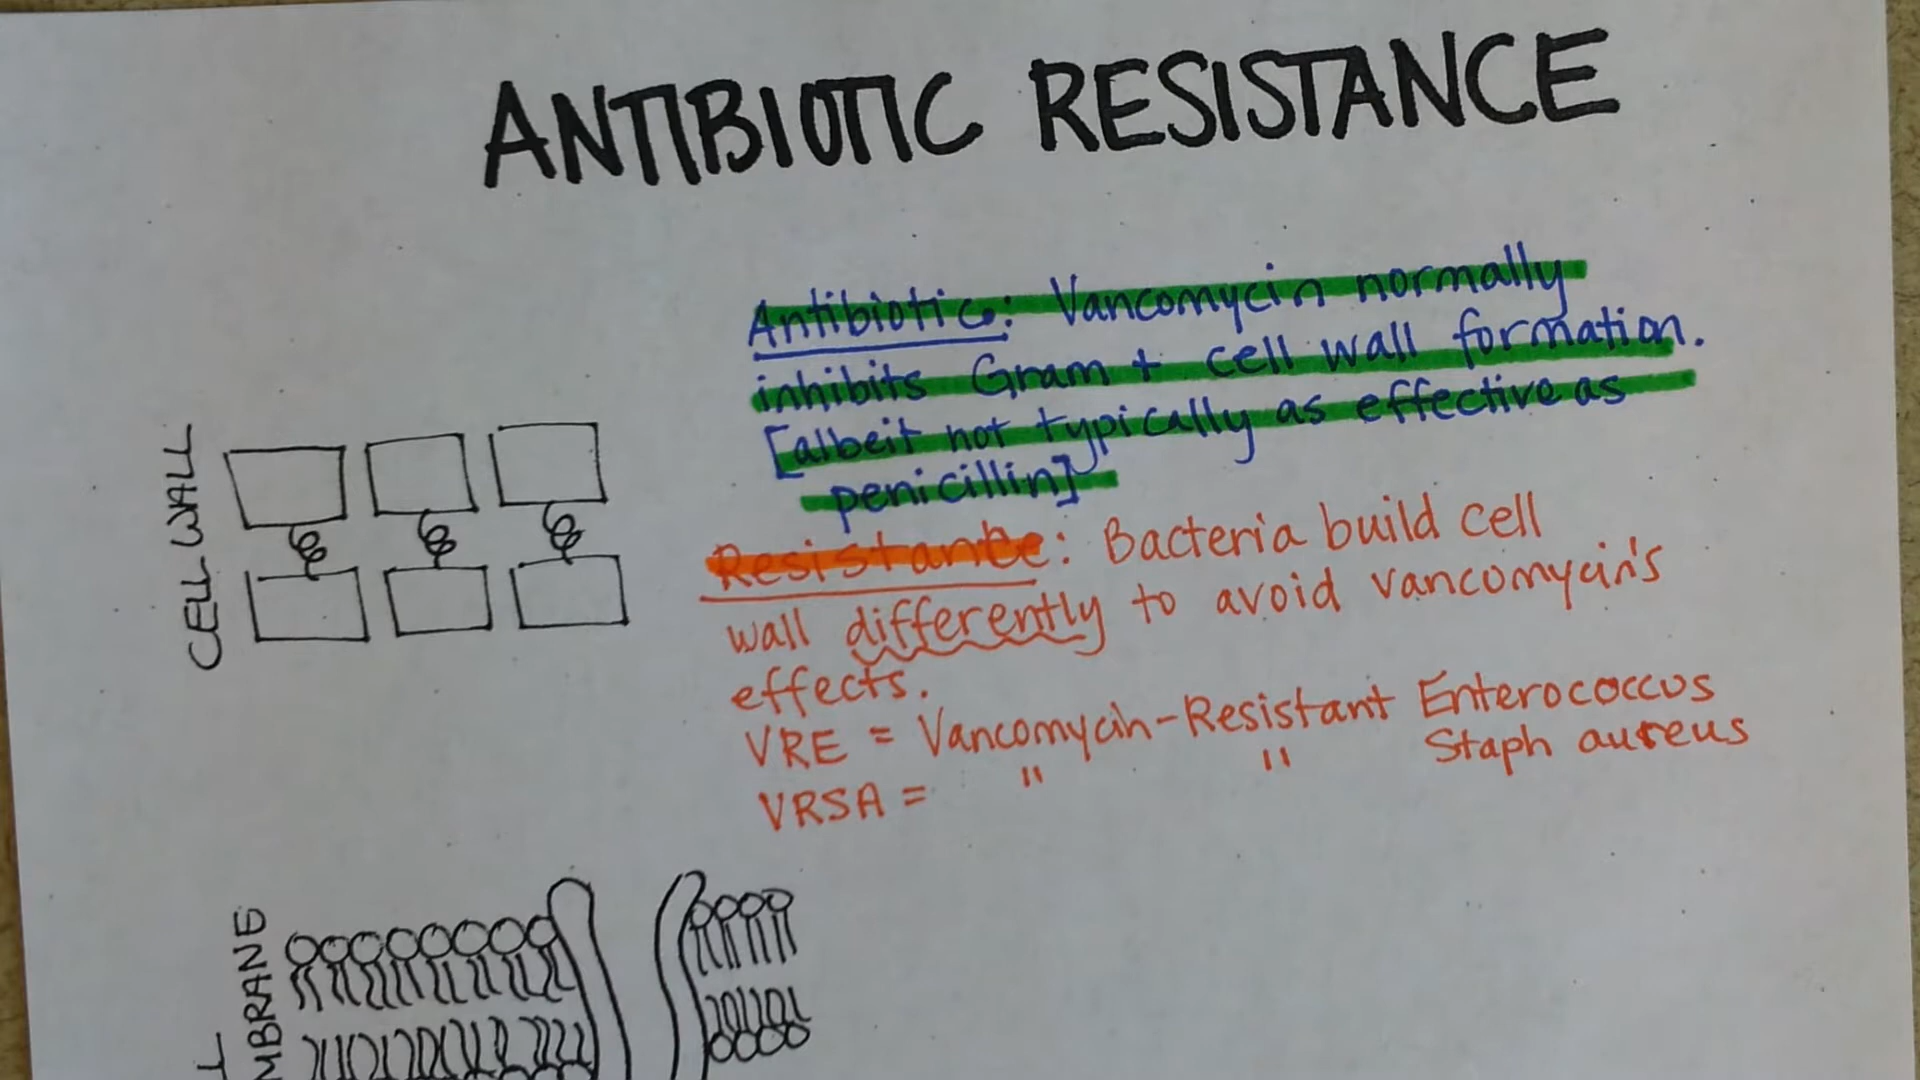 ANTIBIOTIC RESISTANCE
Antibiotic: Vancomycin normally
inhibits Gram + cell wall formation.
[albeit not typically as effective as
penicillin]
Resistance: Bacteria build cell
wall differently to avoid vancomycin's
effects.
VRE = Vancomycin-Resistant Enterococcus
VRSA = " " Staph aureus
CELL WALL
MBRANE